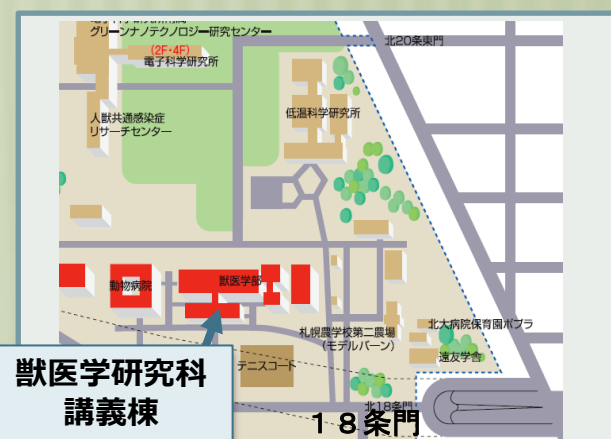 グリーンナノテクノロジー研究センター
(2F・4F)
電子科学研究所
北20条東門
人獣共通感染症
リサーチセンター
低温科学研究所
動物病院
獣医学部
札幌農学校第二農場
(モデルバーン)
北大病院保育園ポプラ
遠友学舎
テニスコート
獣医学研究科
講義棟
北18条門
18条門